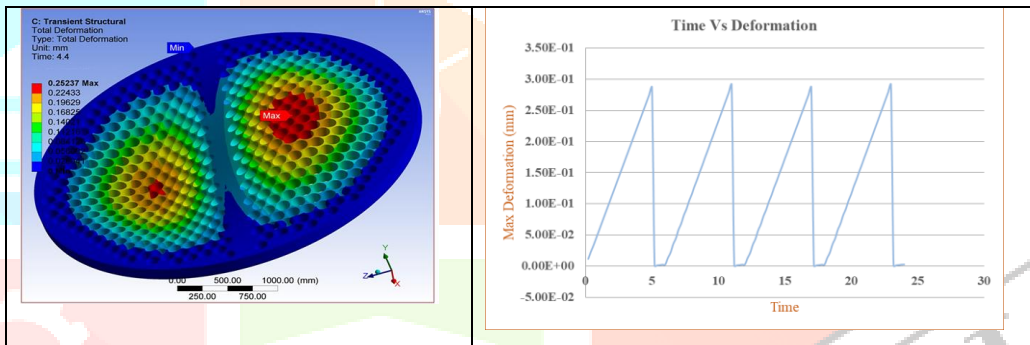 C: Transient Structural
Total Deformation
Type: Total Deformation
Unit: mm
Time: 4.4
Min
0.25237 Max
0.22433
0.19629
0.16825
Max
Y
Z
X
0.00 500.00 1000.00 (mm)
250.00 750.00
Time Vs Deformation
3.50E-01
3.00E-01
2.50E-01
2.00E-01
1.50E-01
1.00E-01
5.00E-02
0.00E+00
-5.00E-02
Max Deformation (mm)
0 5 10 15 20 25 30
Time